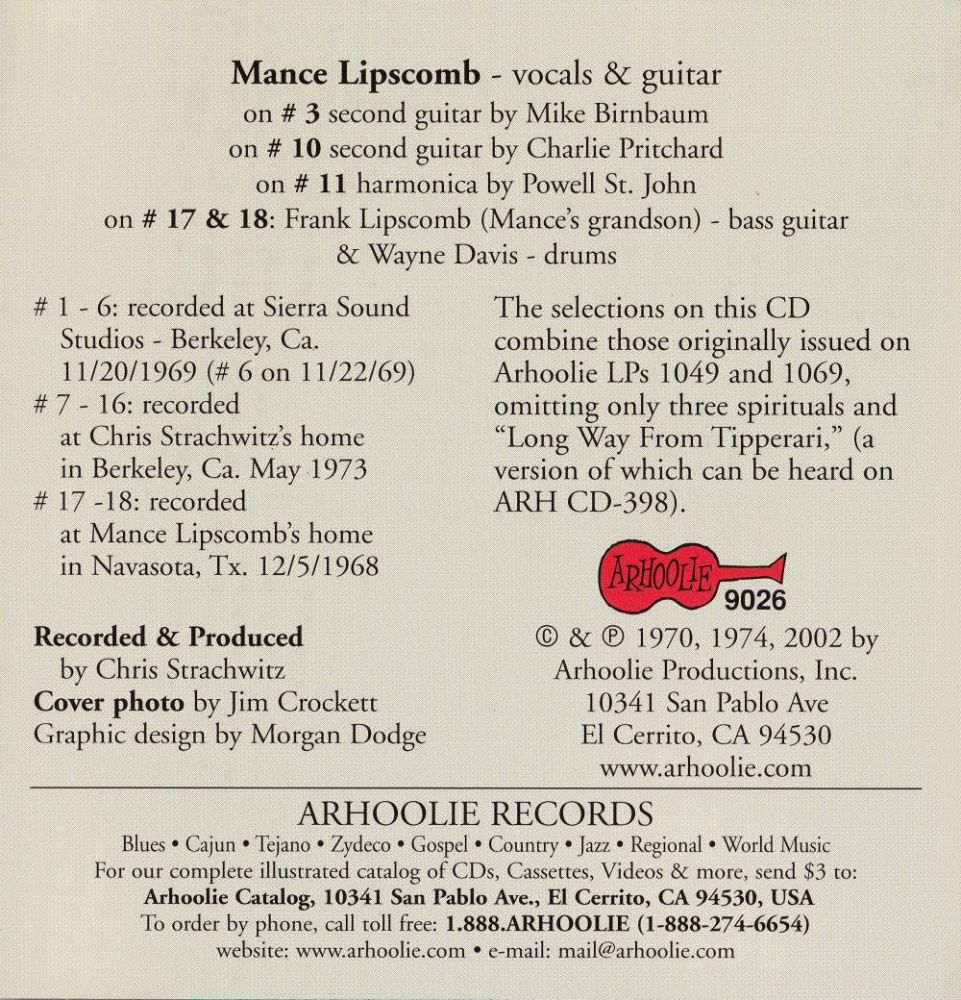 Mance Lipscomb - vocals & guitar
on # 3 second guitar by Mike Birnbaum
on # 10 second guitar by Charlie Pritchard
on # 11 harmonica by Powell St. John
on # 17 & 18: Frank Lipscomb (Mance's grandson) - bass guitar
& Wayne Davis - drums
# 1 - 6: recorded at Sierra Sound
Studios - Berkeley, Ca.
11/20/1969 (# 6 on 11/22/69)
# 7 - 16: recorded
at Chris Strachwitz's home
in Berkeley, Ca. May 1973
# 17 -18: recorded
at Mance Lipscomb's home
in Navasota, Tx. 12/5/1968
Recorded & Produced
by Chris Strachwitz
Cover photo by Jim Crockett
Graphic design by Morgan Dodge
The selections on this CD
combine those originally issued on
Arhoolie LPs 1049 and 1069,
omitting only three spirituals and
“Long Way From Tipperari,” (a
version of which can be heard on
ARH CD-398).
ARHOOLIE
9026
© & ℗ 1970, 1974, 2002 by
Arhoolie Productions, Inc.
10341 San Pablo Ave
El Cerrito, CA 94530
www.arhoolie.com
ARHOOLIE RECORDS
Blues • Cajun • Tejano • Zydeco • Gospel • Country • Jazz • Regional • World Music
For our complete illustrated catalog of CDs, Cassettes, Videos & more, send $3 to:
Arhoolie Catalog, 10341 San Pablo Ave., El Cerrito, CA 94530, USA
To order by phone, call toll free: 1.888.ARHOOLIE (1-888-274-6654)
website: www.arhoolie.com • e-mail: mail@arhoolie.com